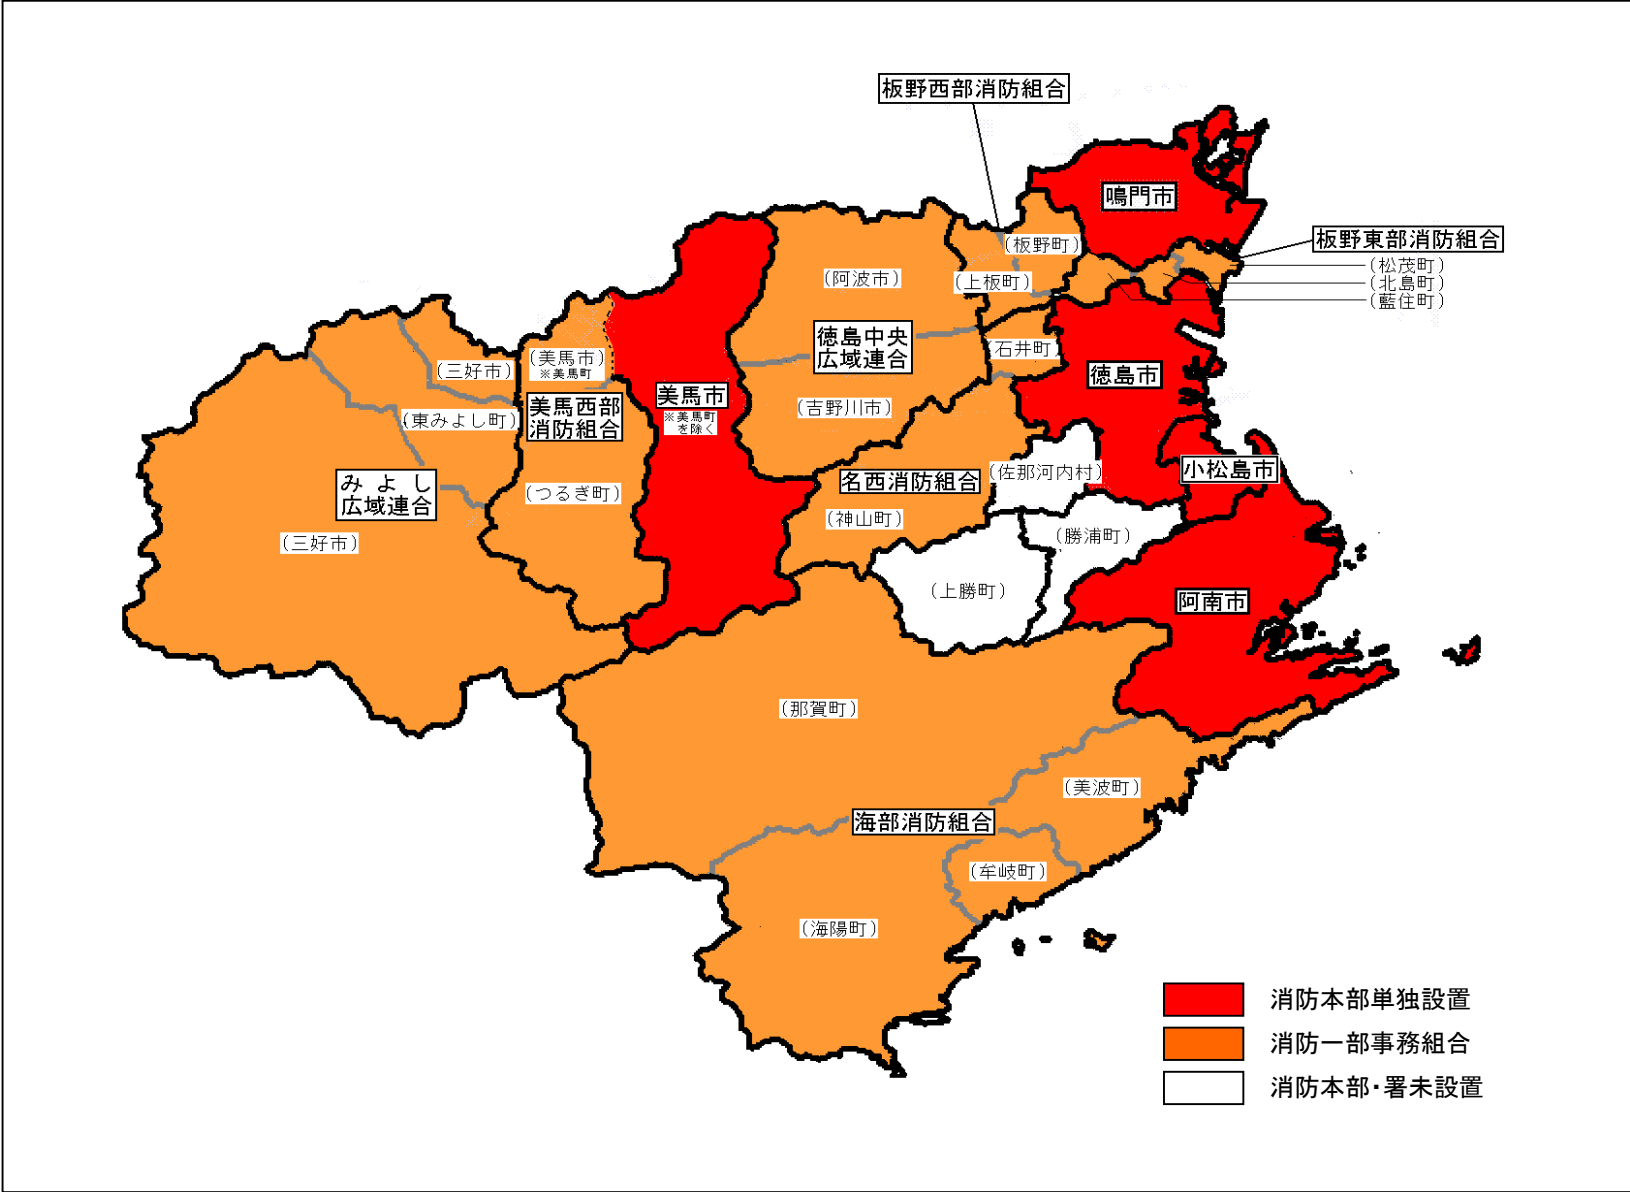 板野西部消防組合
鳴門市
板野東部消防組合
(板野町)
(松茂町)
(上板町)
(北島町)
(藍住町)
(阿波市)
徳島中央
広域連合
(石井町)
(美馬市)
※美馬町
(三好市)
徳島市
美馬市
※美馬町
を除く
美馬西部
消防組合
(吉野川市)
(東みよし町)
小松島市
(佐那河内村)
名西消防組合
みよし
広域連合
(つるぎ町)
(神山町)
(勝浦町)
(三好市)
(上勝町)
阿南市
(那賀町)
(美波町)
海部消防組合
(牟岐町)
(海陽町)
消防本部単独設置
消防一部事務組合
消防本部・署未設置